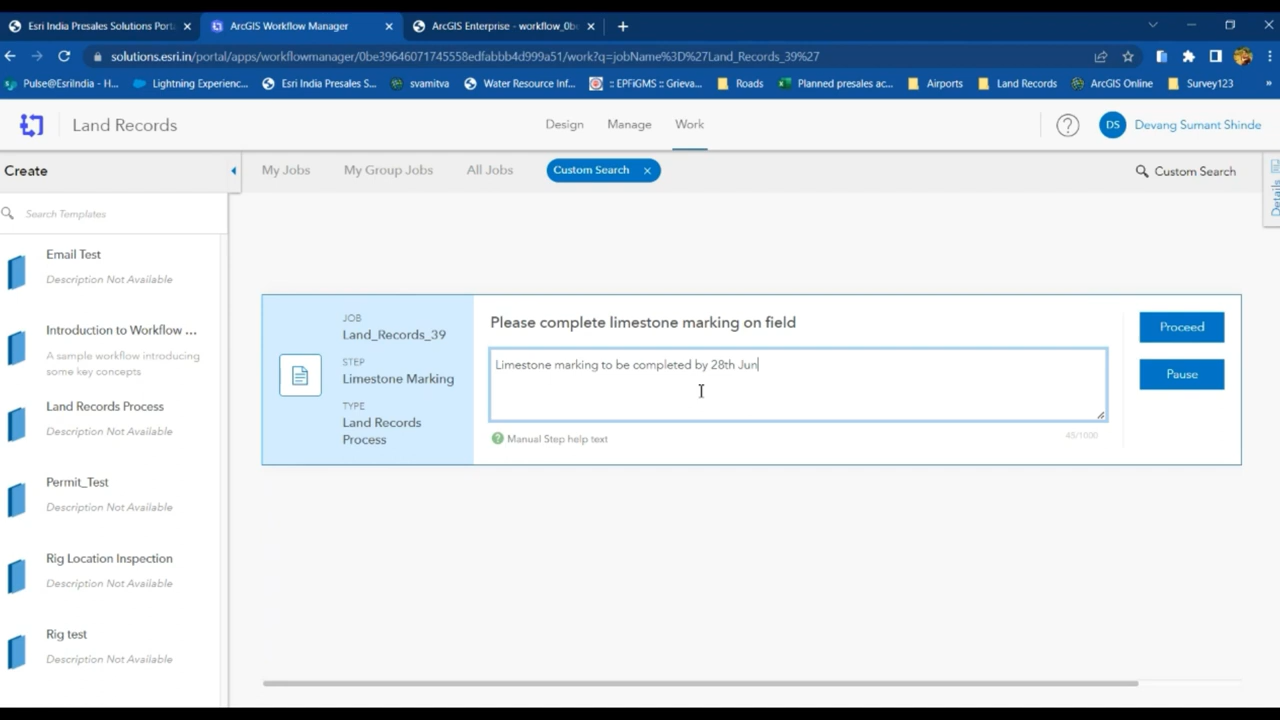 Esri India Presales Solutions Porta
ArcGIS Workflow Manager
ArcGIS Enterprise - workflow_0be
solutions.esri.in/portal/apps/workflowmanager/0be39646071745558edfabbb4d999a51/work?q=jobName%3D%27Land_Records_39%27
Pulse@EsriIndia - H...
Lightning Experienc...
Esri India Presales S...
svamitva
Water Resource Inf...
:: EPFiGMS :: Grieva...
Roads
Planned presales ac...
Airports
Land Records
ArcGIS Online
Survey123
»
Land Records
Design
Manage
Work
DS
Devang Sumant Shinde
Create
My Jobs
My Group Jobs
All Jobs
Custom Search
Custom Search
Details
Search Templates
Email Test
Description Not Available
Introduction to Workflow ...
A sample workflow introducing
some key concepts
Land Records Process
Description Not Available
Permit_Test
Description Not Available
Rig Location Inspection
Description Not Available
Rig test
Description Not Available
JOB
Land_Records_39
STEP
Limestone Marking
TYPE
Land Records
Process
Please complete limestone marking on field
Limestone marking to be completed by 28th Jun
Manual Step help text
45/1000
Proceed
Pause